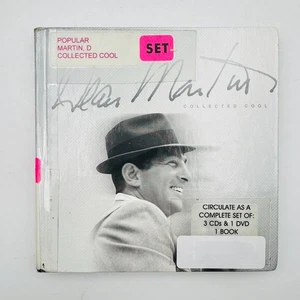 POPULAR
MARTIN, D
COLLECTED COOL
SET
Dean Martin
COLLECTED COOL
CIRCULATE AS A
COMPLETE SET OF:
3 CDs & 1 DVD
1 BOOK